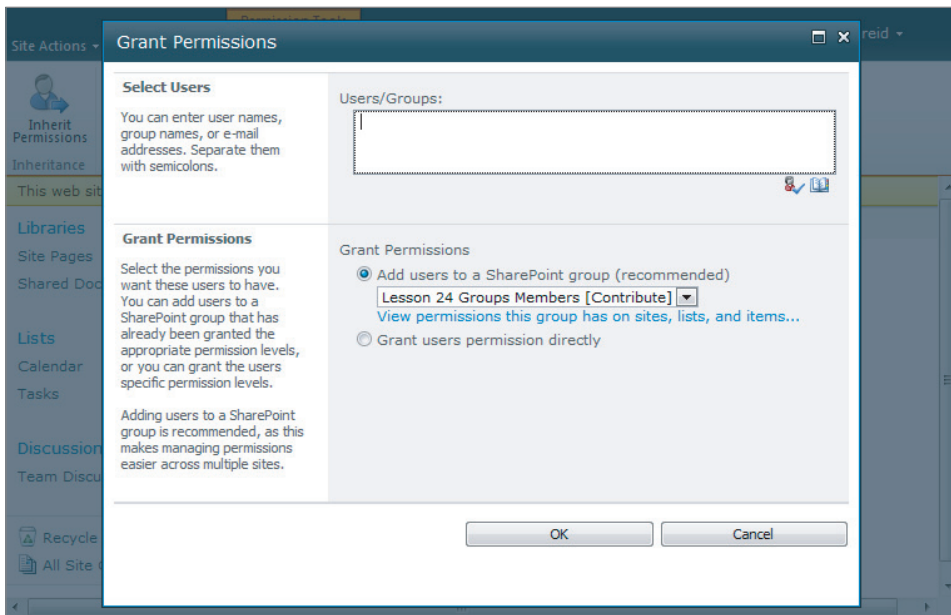 Permission Tools
Site Actions
reid
Grant Permissions
Inherit
Permissions
Inheritance
This web sit
Libraries
Site Pages
Shared Doc
Lists
Calendar
Tasks
Discussion
Team Discu
Recycle
All Site
Select Users
You can enter user names,
group names, or e-mail
addresses. Separate them
with semicolons.
Users/Groups:
Grant Permissions
Select the permissions you
want these users to have.
You can add users to a
SharePoint group that has
already been granted the
appropriate permission levels,
or you can grant the users
specific permission levels.
Adding users to a SharePoint
group is recommended, as this
makes managing permissions
easier across multiple sites.
Grant Permissions
Add users to a SharePoint group (recommended)
Lesson 24 Groups Members [Contribute]
View permissions this group has on sites, lists, and items...
Grant users permission directly
OK
Cancel